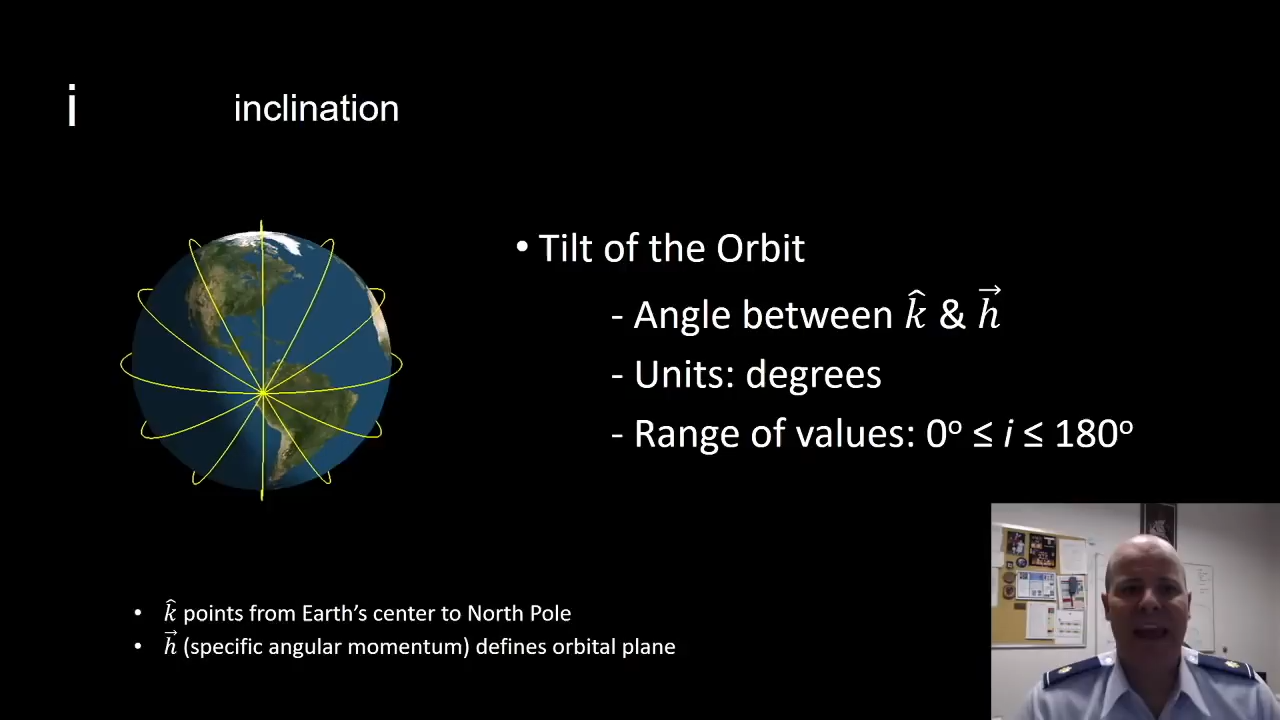 i inclination
• Tilt of the Orbit
- Angle between k̂ & h⃗
- Units: degrees
- Range of values: 0º ≤ i ≤ 180º
• k̂ points from Earth’s center to North Pole
• h⃗ (specific angular momentum) defines orbital plane